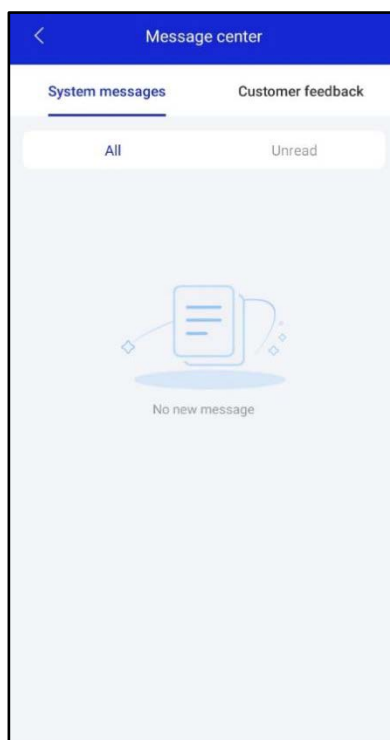 Message center
System messages
Customer feedback
All
Unread
No new message